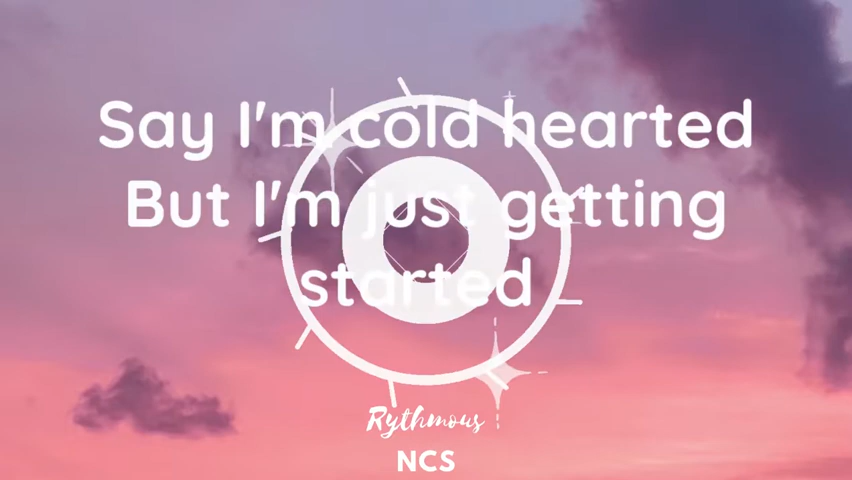 Say I'm cold hearted
But I'm just getting
started
Rythmous
NCS